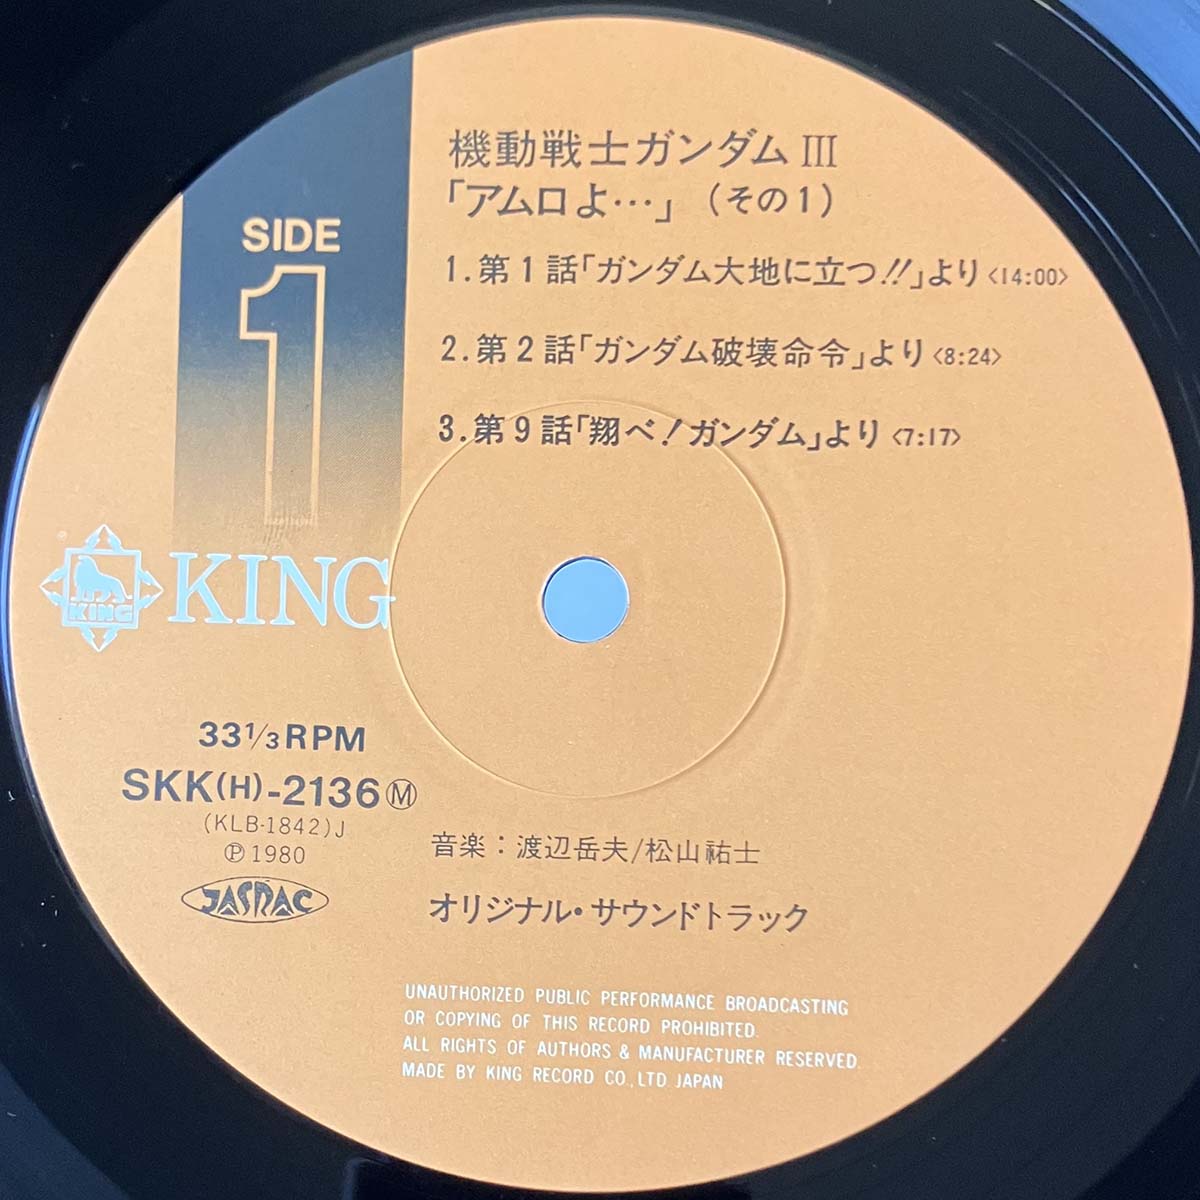 機動戦士ガンダム III
「アムロよ…」(その1)
SIDE
1
1.第1話「ガンダム大地に立つ!!」より〈14:00〉
2.第2話「ガンダム破壊命令」より〈8:24〉
3.第9話「翔べ!ガンダム」より〈7:17〉
KING
KING
33 1/3 RPM
SKK(H)-2136Ⓜ
(KLB-1842)J
Ⓟ1980
JASRAC
音楽:渡辺岳夫/松山祐士
オリジナル・サウンドトラック
UNAUTHORIZED PUBLIC PERFORMANCE BROADCASTING
OR COPYING OF THIS RECORD PROHIBITED.
ALL RIGHTS OF AUTHORS & MANUFACTURER RESERVED.
MADE BY KING RECORD CO., LTD. JAPAN